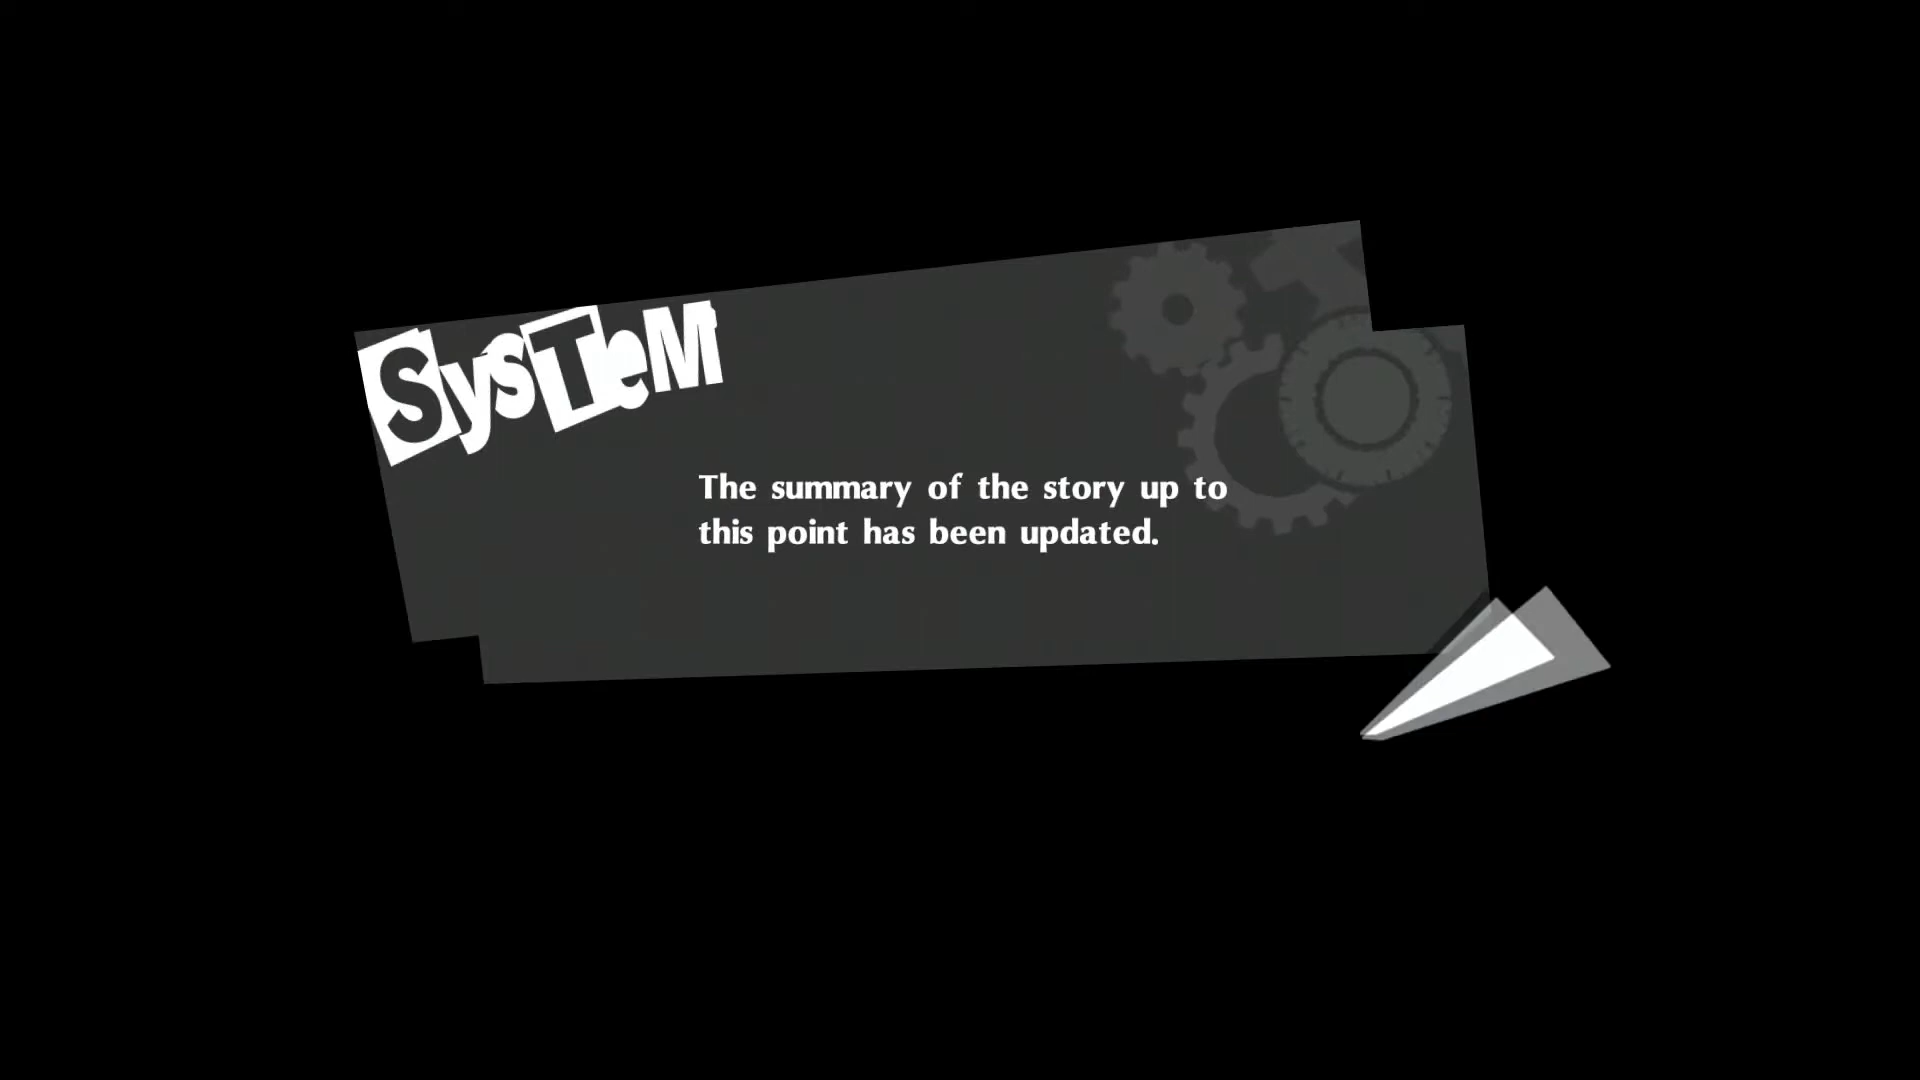 SysTeM
The summary of the story up to
this point has been updated.